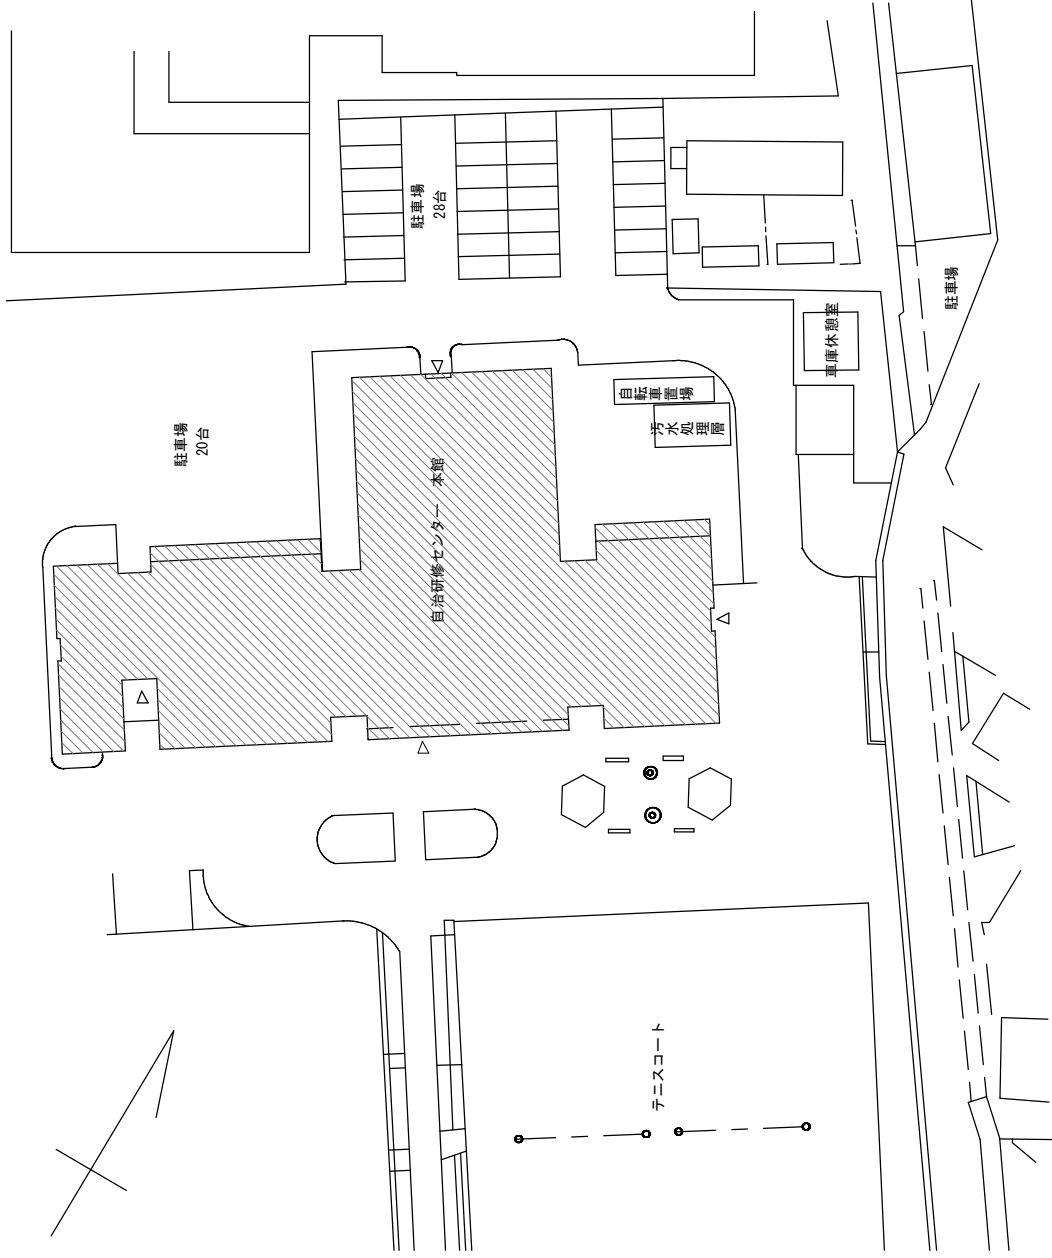 駐車場
28台
駐車場
車庫休憩室
自転車置場
汚水処理層
駐車場
20台
自治研修センター 本館
テニスコート